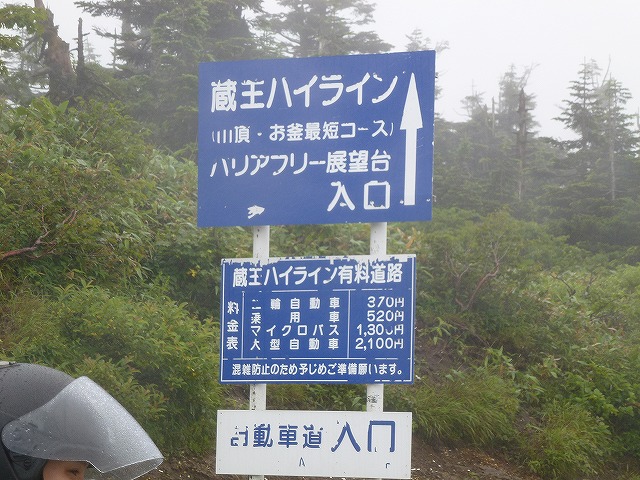 蔵王ハイライン
(山頂・お釜最短コース)
バリアフリー展望台
入口
蔵王ハイライン有料道路
料金表
二輪自動車 370円
乗用車 520円
マイクロバス 1,300円
大型自動車 2,100円
混雑防止のため予じめご準備願います。
自動車道入口